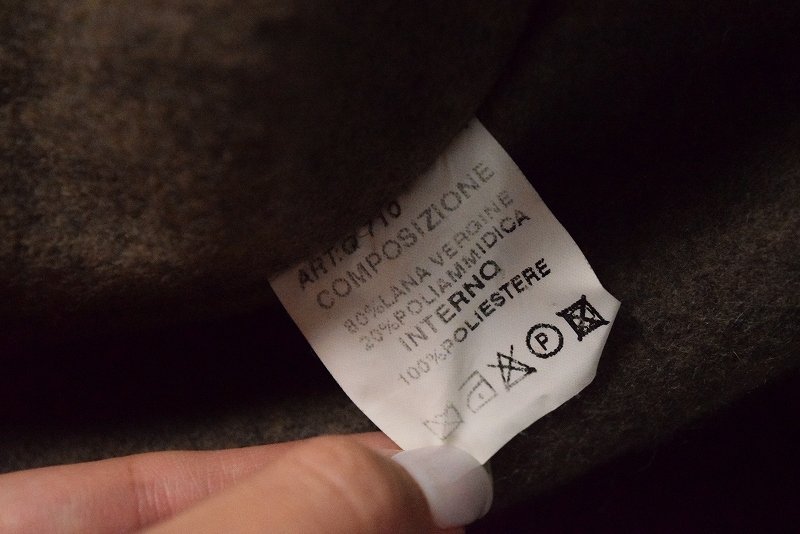 ART.Q 710
COMPOSIZIONE
80%LANA VERGINE
20%POLIAMMIDICA
INTERNO
100%POLIESTERE
P